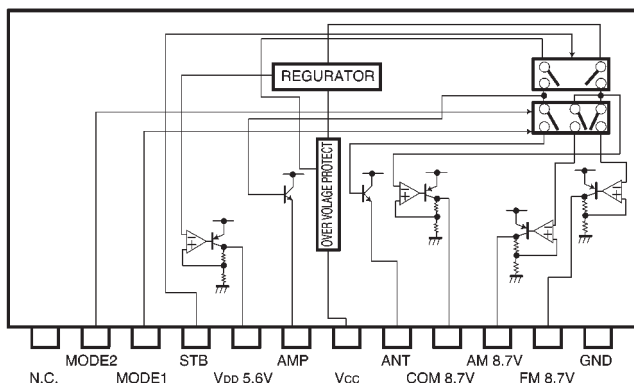 REGURATOR
OVER VOLAGE PROTECT
MODE2 STB AMP ANT AM 8.7V GND
N.C. MODE1 VDD 5.6V VCC COM 8.7V FM 8.7V